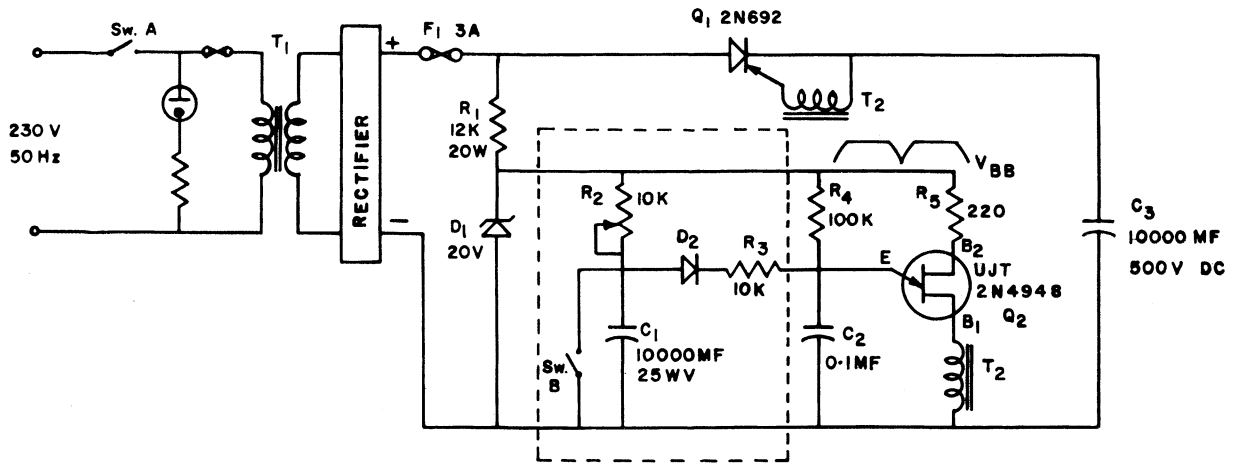 Sw. A
230 V
50 Hz
T1
RECTIFIER
+
−
F1 3A
R1
12K
20W
D1
20V
Q1 2N692
T2
R2
10K
D2
R3
10K
C1
10000MF
25WV
Sw.
B
R4
100K
C2
0.1MF
VBB
R5
220
B2
E
UJT
2N4948
Q2
B1
T2
C3
10000 MF
500V DC